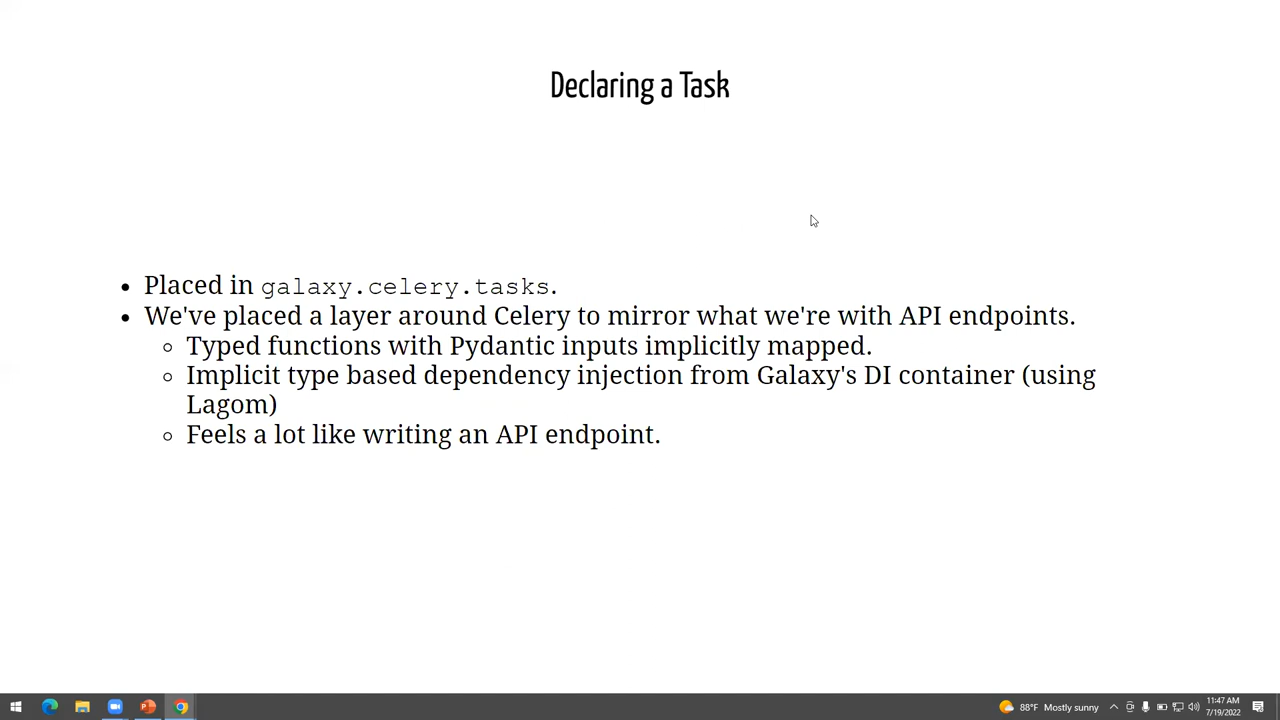 Declaring a Task
• Placed in galaxy.celery.tasks.
• We've placed a layer around Celery to mirror what we're with API endpoints.
◦ Typed functions with Pydantic inputs implicitly mapped.
◦ Implicit type based dependency injection from Galaxy's DI container (using
Lagom)
◦ Feels a lot like writing an API endpoint.
88°F Mostly sunny
11:47 AM
7/19/2022